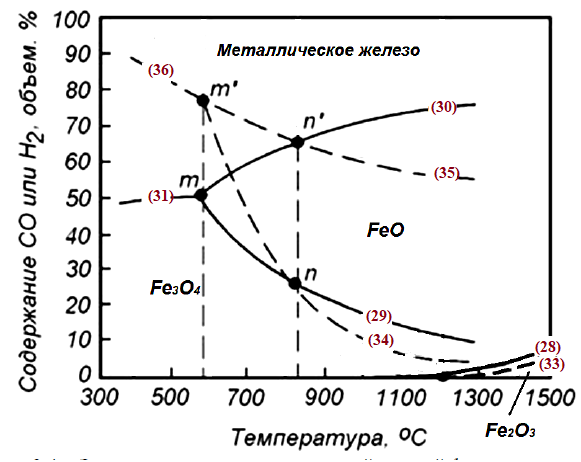 Содержание CO или H2, объем. %
100
90
80
70
60
50
40
30
20
10
0
300
500
700
900
1100
1300
1500
Температура, ºС
Металлическое железо
(36)
m'
n'
(30)
(35)
(31)
m
FeO
Fe3O4
n
(29)
(34)
(28)
(33)
Fe2O3